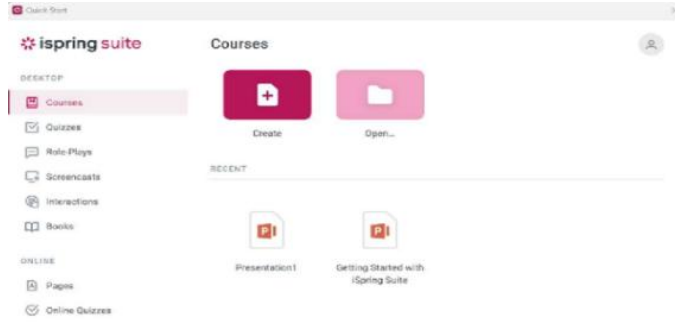 Quick Start
ispring suite
DESKTOP
Courses
Quizzes
Role-Plays
Screencasts
Interactions
Books
ONLINE
Pages
Online Quizzes
Courses
Create
Open...
RECENT
Presentation1
Getting Started with
iSpring Suite